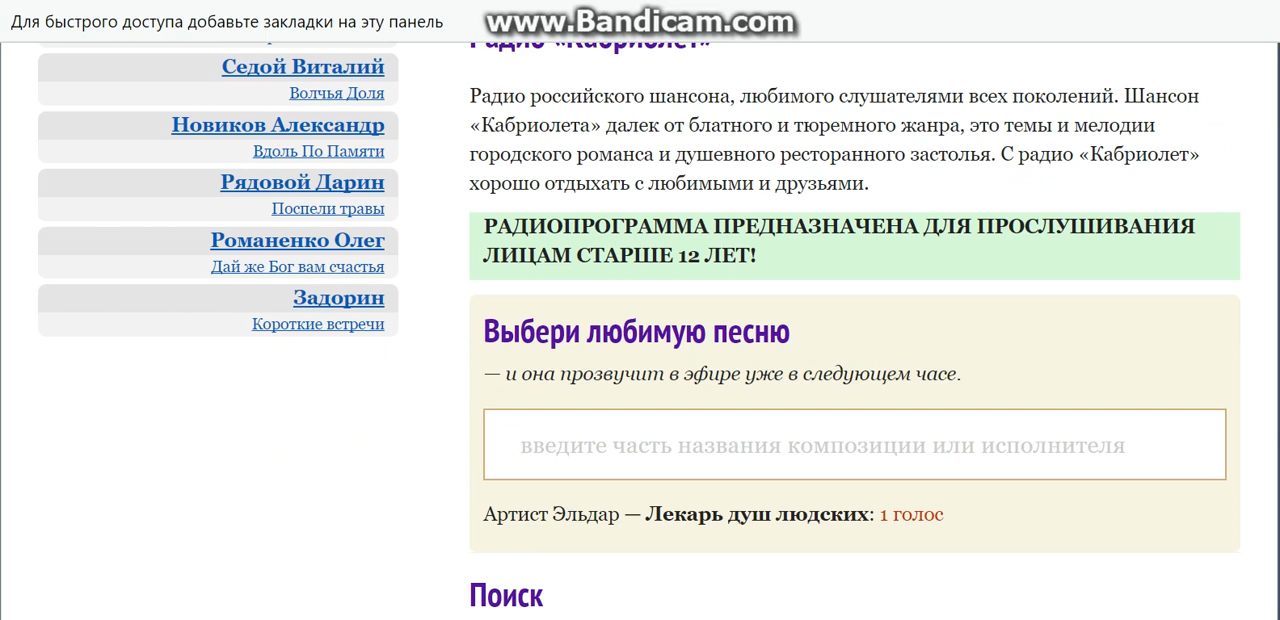 Для быстрого доступа добавьте закладки на эту панель
www.Bandicam.com
Седой Виталий
Волчья Доля
Новиков Александр
Вдоль По Памяти
Рядовой Дарин
Поспели травы
Романенко Олег
Дай же Бог вам счастья
Задорин
Короткие встречи
Радио «Кабриолет»
Радио российского шансона, любимого слушателями всех поколений. Шансон
«Кабриолета» далек от блатного и тюремного жанра, это темы и мелодии
городского романса и душевного ресторанного застолья. С радио «Кабриолет»
хорошо отдыхать с любимыми и друзьями.
РАДИОПРОГРАММА ПРЕДНАЗНАЧЕНА ДЛЯ ПРОСЛУШИВАНИЯ
ЛИЦАМ СТАРШЕ 12 ЛЕТ!
Выбери любимую песню
— и она прозвучит в эфире уже в следующем часе.
введите часть названия композиции или исполнителя
Артист Эльдар — Лекарь душ людских: 1 голос
Поиск